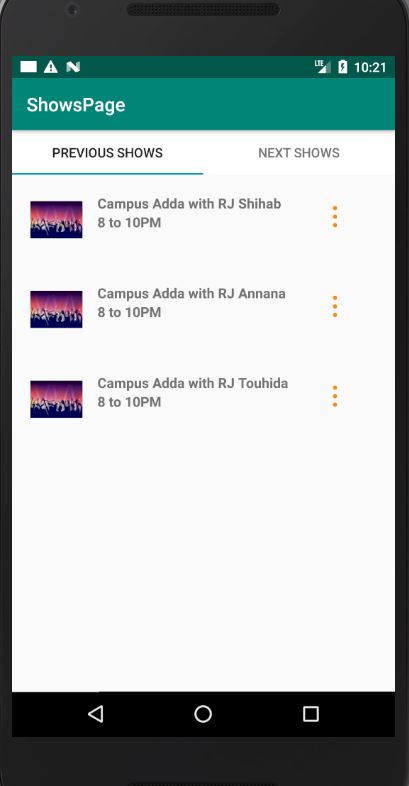 LTE 10:21
ShowsPage
PREVIOUS SHOWS NEXT SHOWS
Campus Adda with RJ Shihab
8 to 10PM
Campus Adda with RJ Annana
8 to 10PM
Campus Adda with RJ Touhida
8 to 10PM